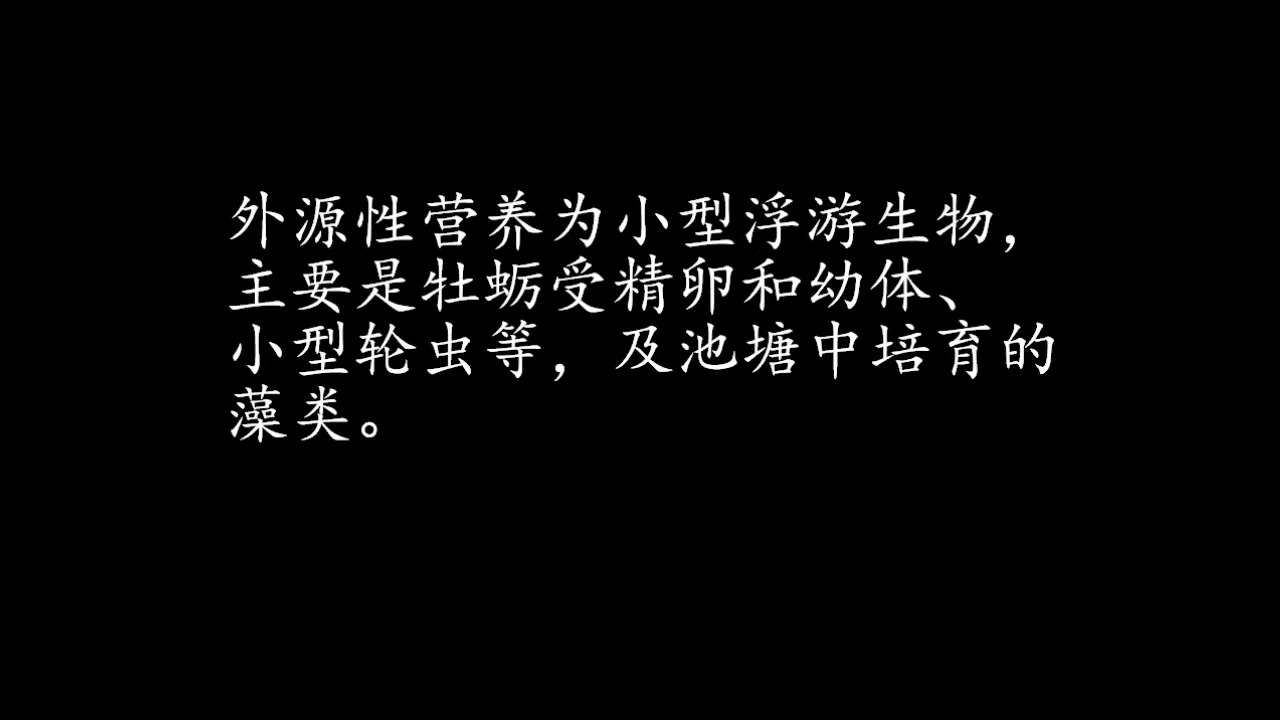 外源性营养为小型浮游生物，
主要是牡蛎受精卵和幼体、
小型轮虫等，及池塘中培育的
藻类。